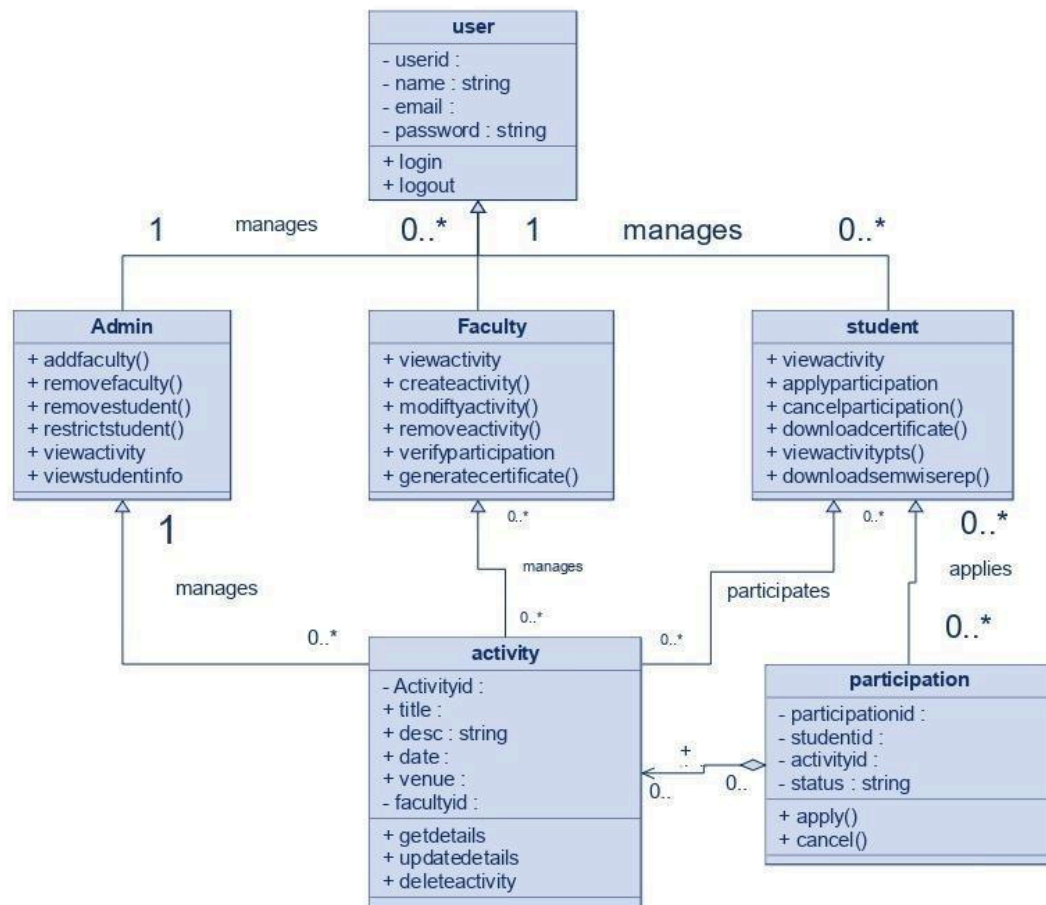 user
- userid :
- name : string
- email :
- password : string
+ login
+ logout
1 manages 0..* 1 manages 0..*
Admin
+ addfaculty()
+ removefaculty()
+ removestudent()
+ restrictstudent()
+ viewactivity
+ viewstudentinfo
Faculty
+ viewactivity
+ createactivity()
+ modiftyactivity()
+ removeactivity()
+ verifyparticipation
+ generatecertificate()
student
+ viewactivity
+ applyparticipation
+ cancelparticipation()
+ downloadcertificate()
+ viewactivitypts()
+ downloadsemwiserep()
1
manages
0..*
0..*
manages
0..*
0..*
participates
0..*
0..*
applies
0..*
activity
- Activityid :
+ title :
+ desc : string
+ date :
+ venue :
- facultyid :
+ getdetails
+ updatedetails
+ deleteactivity
participation
- participationid :
- studentid :
- activityid :
- status : string
+ apply()
+ cancel()
+
0..
0..